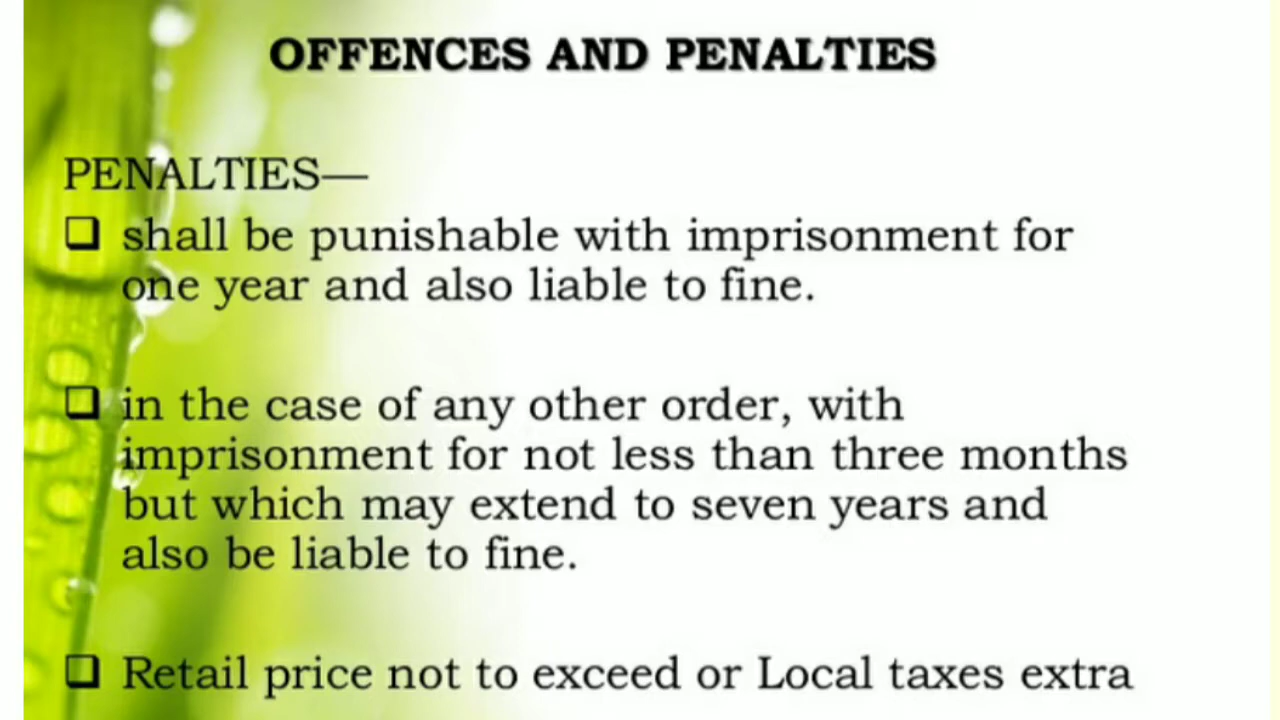 OFFENCES AND PENALTIES
PENALTIES—
❑ shall be punishable with imprisonment for
one year and also liable to fine.
❑ in the case of any other order, with
imprisonment for not less than three months
but which may extend to seven years and
also be liable to fine.
❑ Retail price not to exceed or Local taxes extra